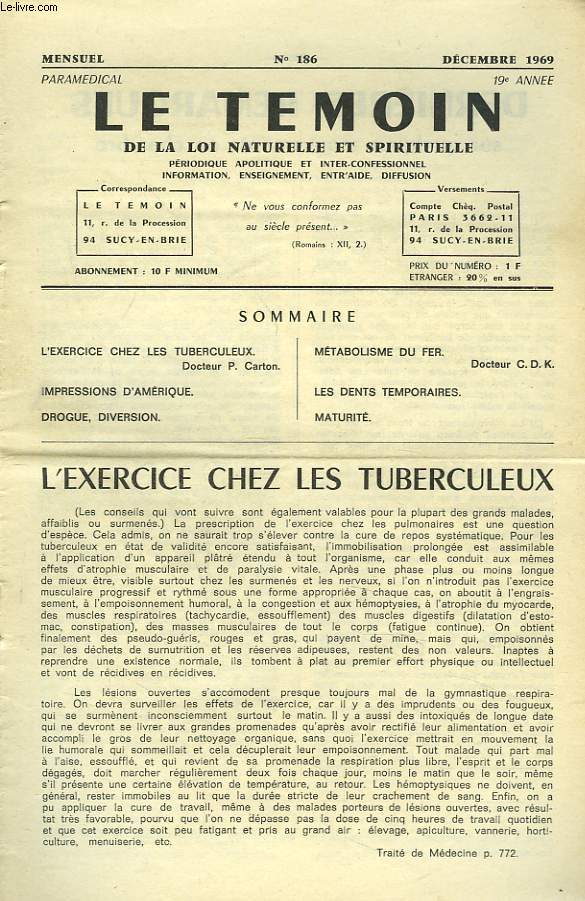 Le-livre.com
MENSUEL No 186 DÉCEMBRE 1969
PARAMEDICAL 19e ANNEE
LE TEMOIN
DE LA LOI NATURELLE ET SPIRITUELLE
PÉRIODIQUE APOLITIQUE ET INTER-CONFESSIONNEL
INFORMATION, ENSEIGNEMENT, ENTR'AIDE, DIFFUSION
Correspondance
LE TEMOIN
11, r. de la Procession
94 SUCY-EN-BRIE
ABONNEMENT : 10 F MINIMUM
« Ne vous conformez pas
au siècle présent... »
(Romains : XII, 2.)
Versements
Compte Chèq. Postal
PARIS 3662-11
11, r. de la Procession
94 SUCY-EN-BRIE
PRIX DU NUMÉRO : 1 F
ETRANGER : 20% en sus
SOMMAIRE
L'EXERCICE CHEZ LES TUBERCULEUX.
Docteur P. Carton.
IMPRESSIONS D'AMÉRIQUE.
DROGUE, DIVERSION.
MÉTABOLISME DU FER.
Docteur C. D. K.
LES DENTS TEMPORAIRES.
MATURITÉ.
L'EXERCICE CHEZ LES TUBERCULEUX
(Les conseils qui vont suivre sont également valables pour la plupart des grands malades,
affaiblis ou surmenés.) La prescription de l'exercice chez les pulmonaires est une question
d'espèce. Cela admis, on ne saurait trop s'élever contre la cure de repos systématique. Pour les
tuberculeux en état de validité encore satisfaisant, l'immobilisation prolongée est assimilable
à l'application d'un appareil plâtré étendu à tout l'organisme, car elle conduit aux mêmes
effets d'atrophie musculaire et de paralysie vitale. Après une phase plus ou moins longue
de mieux être, visible surtout chez les surmenés et les nerveux, si l'on n'introduit pas l'exercice
musculaire progressif et rythmé sous une forme appropriée à chaque cas, on aboutit à l'engrais-
sement, à l'empoisonnement humoral, à la congestion et aux hémoptysies, à l'atrophie du myocarde,
des muscles respiratoires (tachycardie, essoufflement) des muscles digestifs (dilatation d'esto-
mac, constipation), des masses musculaires de tout le corps (fatigue continue). On obtient
finalement des pseudo-guéris, rouges et gras, qui payent de mine, mais qui, empoisonnés
par les déchets de surnutrition et les réserves adipeuses, restent des non valeurs. Inaptes à
reprendre une existence normale, ils tombent à plat au premier effort physique ou intellectuel
et vont de récidives en récidives.
Les lésions ouvertes s'accomodent presque toujours mal de la gymnastique respira-
toire. On devra surveiller les effets de l'exercice, car il y a des imprudents ou des fougueux,
qui se surmènent inconsciemment surtout le matin. Il y a aussi des intoxiqués de longue date
qui ne devront se livrer aux grandes promenades qu'après avoir rectifié leur alimentation et avoir
accompli le gros de leur nettoyage organique, sans quoi l'exercice mettrait en mouvement la
lie humorale qui sommeillait et cela décuplerait leur empoisonnement. Tout malade qui part mal
à l'aise, essoufflé, et qui revient de sa promenade la respiration plus libre, l'esprit et le corps
dégagés, doit marcher régulièrement deux fois chaque jour, moins le matin que le soir, même
s'il présente une certaine élévation de température, au retour. Les hémoptysiques ne doivent, en
général, rester immobiles au lit que la durée stricte de leur crachement de sang. Enfin, on a
pu appliquer la cure de travail, même à des malades porteurs de lésions ouvertes, avec résul-
tat très favorable, pourvu que l'on ne dépasse pas la dose de cinq heures de travail quotidien
et que cet exercice soit peu fatigant et pris au grand air : élevage, apiculture, vannerie, horti-
culture, menuiserie, etc.
Traité de Médecine p. 772.